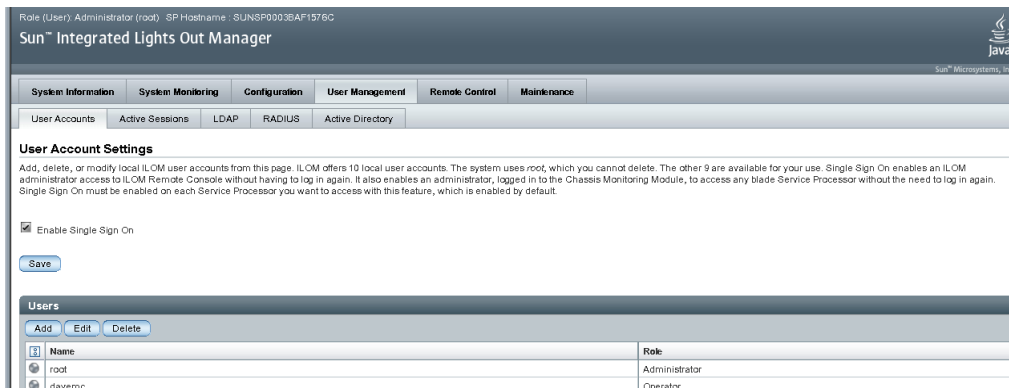 Role (User): Administrator (root) SP Hostname : SUNSP0003BAF1576C
Sun™ Integrated Lights Out Manager
Java
Sun™ Microsystems, In
System Information System Monitoring Configuration User Management Remote Control Maintenance
User Accounts Active Sessions LDAP RADIUS Active Directory
User Account Settings
Add, delete, or modify local ILOM user accounts from this page. ILOM offers 10 local user accounts. The system uses root, which you cannot delete. The other 9 are available for your use. Single Sign On enables an ILOM
administrator access to ILOM Remote Console without having to log in again. It also enables an administrator, logged in to the Chassis Monitoring Module, to access any blade Service Processor without the need to log in again.
Single Sign On must be enabled on each Service Processor you want to access with this feature, which is enabled by default.
Enable Single Sign On
Save
Users
Add Edit Delete
Name Role
root Administrator
davemc Operator